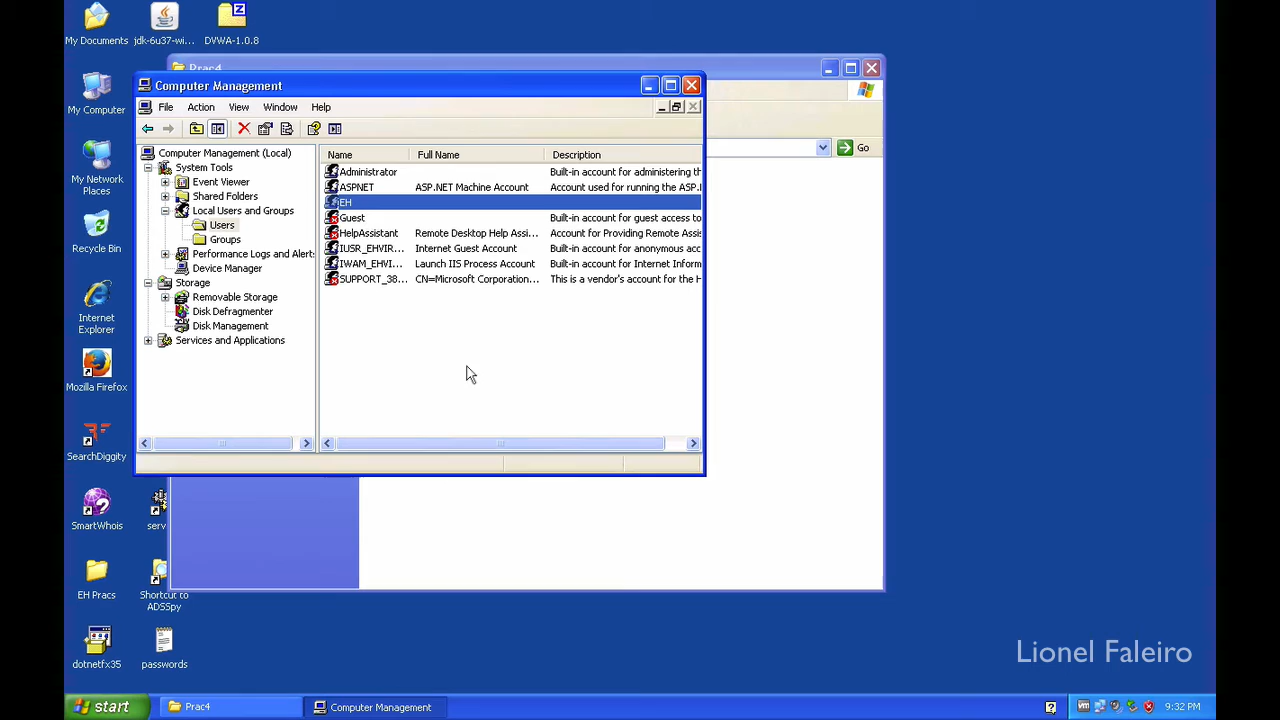 My Documents
jdk-6u37-wi...
DVWA-1.0.8
My Computer
My Network
Places
Recycle Bin
Internet
Explorer
Mozilla Firefox
SearchDiggity
SmartWhois
serv
EH Pracs
Shortcut to
ADSSpy
dotnetfx35
passwords
Prac4
Go
Computer Management
File Action View Window Help
Computer Management (Local)
System Tools
Event Viewer
Shared Folders
Local Users and Groups
Users
Groups
Performance Logs and Alert:
Device Manager
Storage
Removable Storage
Disk Defragmenter
Disk Management
Services and Applications
Name Full Name Description
Administrator Built-in account for administering th
ASPNET ASP.NET Machine Account Account used for running the ASP.
EH
Guest Built-in account for guest access to
HelpAssistant Remote Desktop Help Assi... Account for Providing Remote Assis
IUSR_EHVIR... Internet Guest Account Built-in account for anonymous acc
IWAM_EHVI... Launch IIS Process Account Built-in account for Internet Inform
SUPPORT_38... CN=Microsoft Corporation... This is a vendor's account for the H
Lionel Faleiro
start
Prac4
Computer Management
9:32 PM